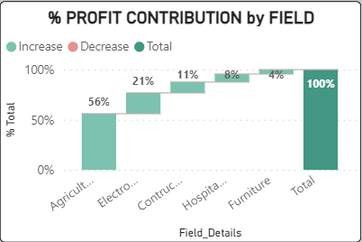 % PROFIT CONTRIBUTION by FIELD
Increase Decrease Total
100%
50%
0%
% Total
56%
21%
11%
8%
4%
100%
Agricult...
Electro...
Contruc...
Hospita...
Furniture
Total
Field_Details